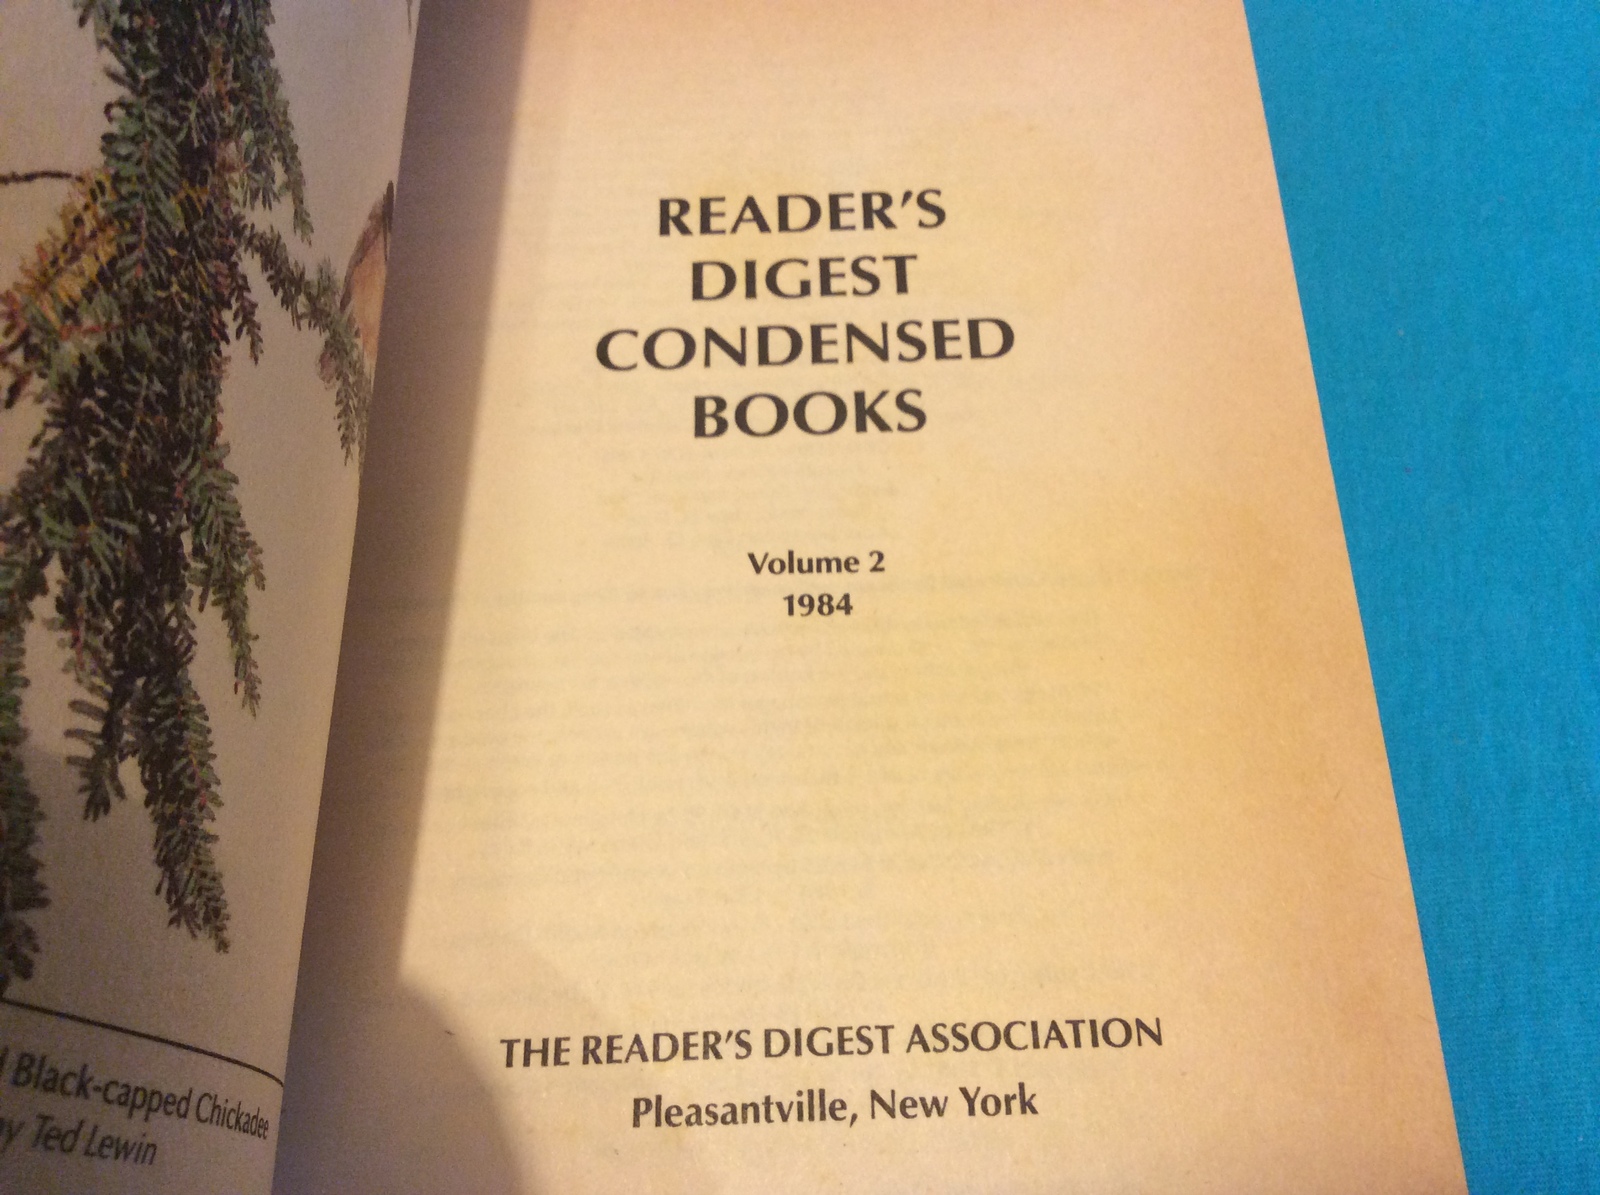 Black-capped Chickadee
Ted Lewin
READER'S
DIGEST
CONDENSED
BOOKS
Volume 2
1984
THE READER'S DIGEST ASSOCIATION
Pleasantville, New York